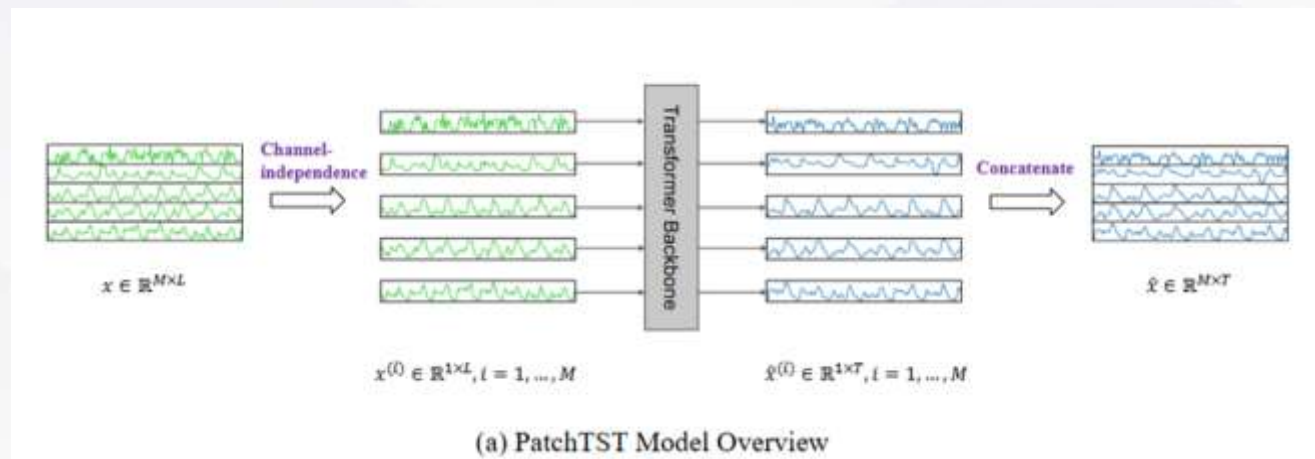 Channel-
independence
Transformer Backbone
Concatenate
x ∈ ℝ^{M×L}
x̂ ∈ ℝ^{M×T}
x^{(i)} ∈ ℝ^{1×L}, i = 1, ..., M
x̂^{(i)} ∈ ℝ^{1×T}, i = 1, ..., M
(a) PatchTST Model Overview